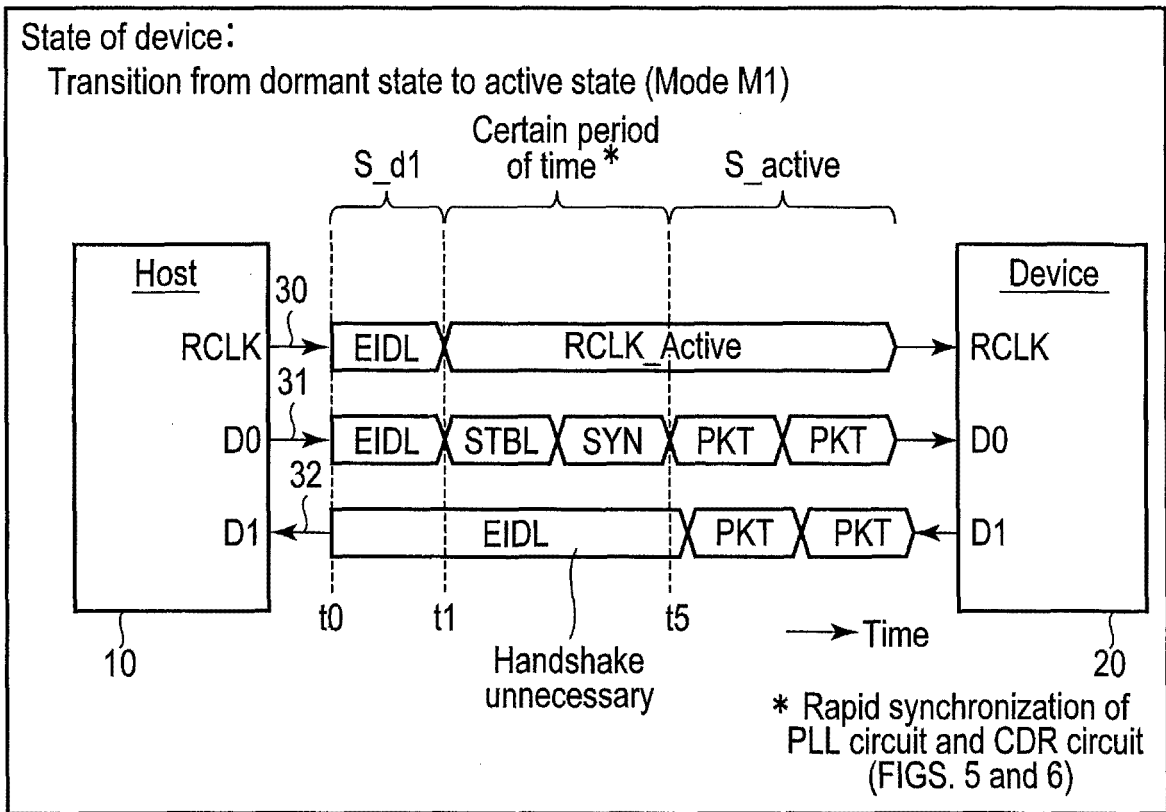 State of device:
Transition from dormant state to active state (Mode M1)
Certain period
of time *
S_d1
S_active
Host
Device
30
RCLK
EIDL
RCLK_Active
RCLK
31
D0
EIDL
STBL
SYN
PKT
PKT
D0
32
D1
EIDL
PKT
PKT
D1
t0
t1
t5
Time
10
20
Handshake
unnecessary
* Rapid synchronization of
PLL circuit and CDR circuit
(FIGS. 5 and 6)